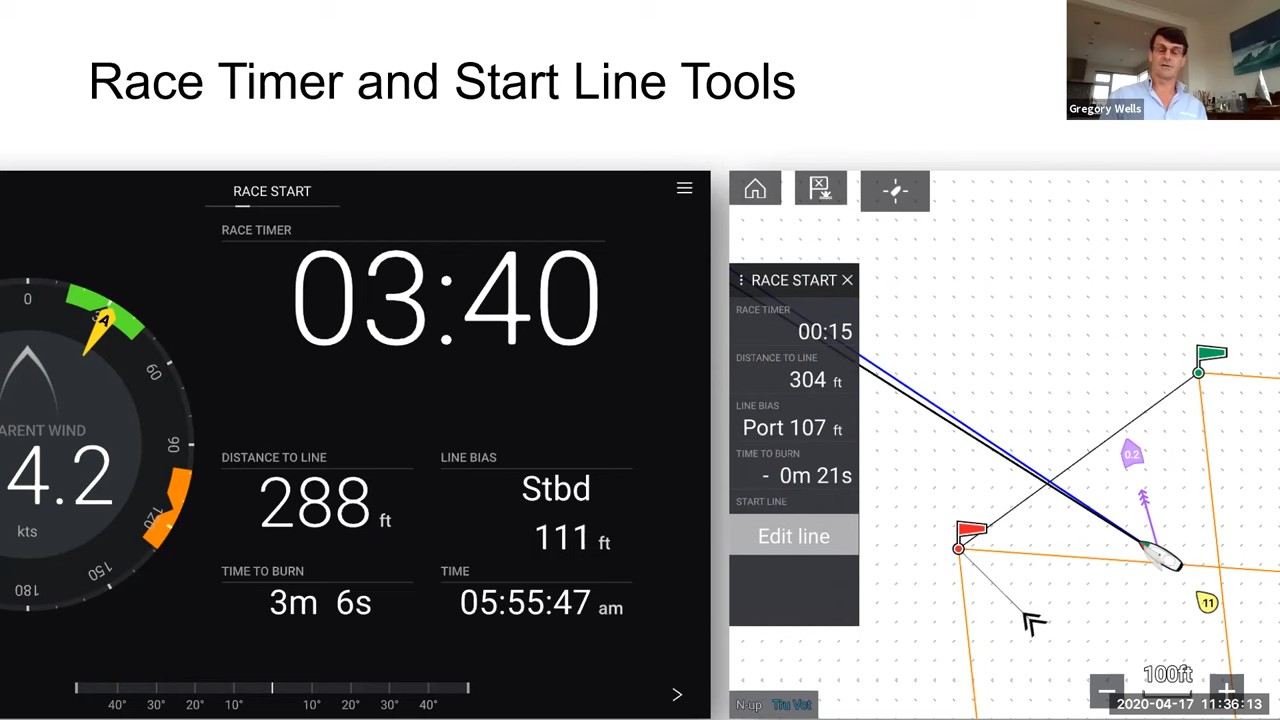 Race Timer and Start Line Tools
Gregory Wells
RACE START
RACE TIMER
03:40
0
A
60
90
120
150
180
ARENT WIND
4.2
kts
DISTANCE TO LINE
288 ft
LINE BIAS
Stbd
111 ft
TIME TO BURN
3m 6s
TIME
05:55:47 am
40° 30° 20° 10° 10° 20° 30° 40°
RACE START
RACE TIMER
00:15
DISTANCE TO LINE
304 ft
LINE BIAS
Port 107 ft
TIME TO BURN
- 0m 21s
START LINE
Edit line
0.2
11
100ft
N-up Tru Vct
2020-04-17 11:36:13